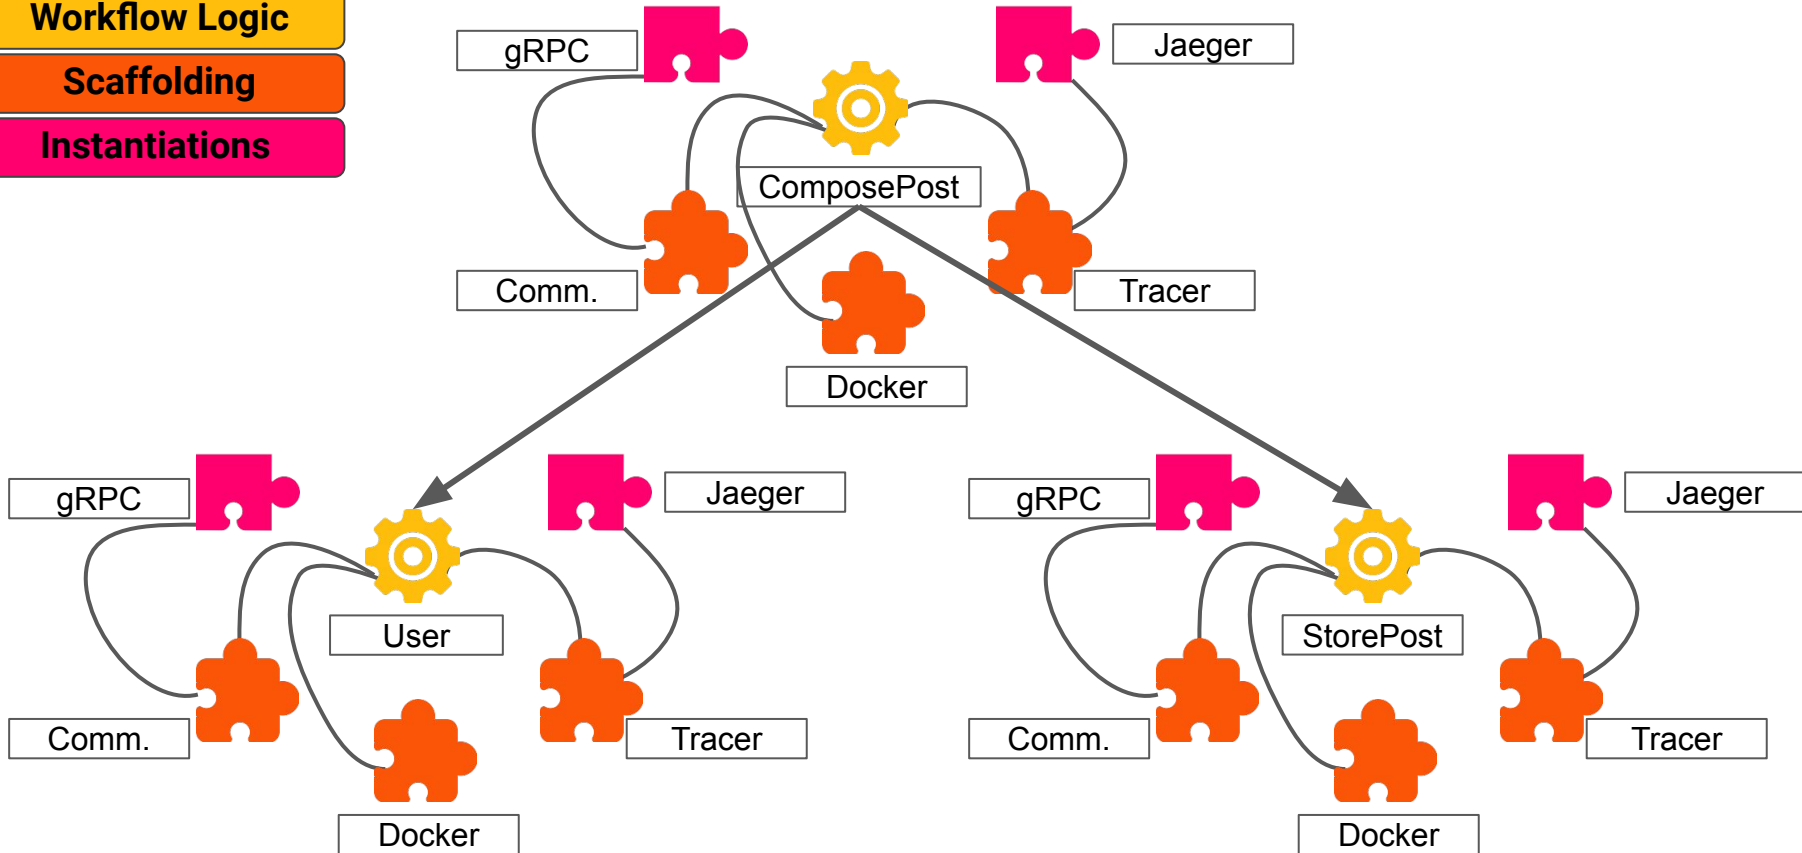 Workflow Logic
Scaffolding
Instantiations
gRPC
Jaeger
ComposePost
Comm.
Tracer
Docker
gRPC
Jaeger
User
Comm.
Tracer
Docker
gRPC
Jaeger
StorePost
Comm.
Tracer
Docker